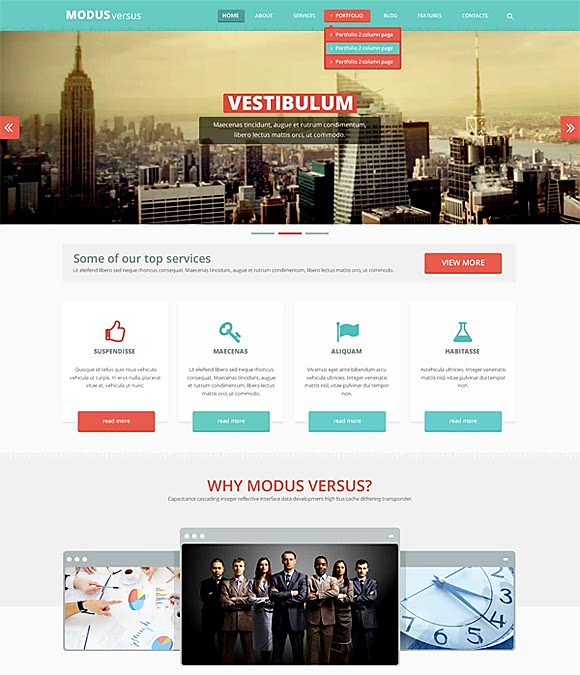 MODUS versus
HOME ABOUT SERVICES PORTFOLIO BLOG FEATURES CONTACTS
Portfolio 2 column page
Portfolio 2 column page
Portfolio 2 column page
VESTIBULUM
Maecenas tincidunt, augue et rutrum condimentum,
libero lectus mattis orci, ut commodo.
Some of our top services
Ut eleifend libero sed neque rhoncus consequat. Maecenas tincidunt, augue et rutrum condimentum, libero lectus mattis orci, ut commodo.
VIEW MORE
SUSPENDISSE
Quisque id tellus quis risus vehicula
vehicula ut turpis. In eros nulla, placerat
vitae at, vehicula ut nunc.
read more
MAECENAS
Ut eleifend libero sed neque rhoncus
consequat. Maecenas tincidunt, augue
et rutrum condimentum, libero lectus
mattis orci, ut commodo.
read more
ALIQUAM
Vivamus eget ante bibendum arcu
vehicula ultricies. Integer venenatis
mattis nisl, vitae pulvinar dui tempor
non.
read more
HABITASSE
vehicula ultricies. Integer venenatis
mattis nisl, vitae pulvinar dui tempor
non.
read more
WHY MODUS VERSUS?
Capacitance cascading integer reflective interface data development high bus cache dithering transponder.
12
1
2
3
4
5